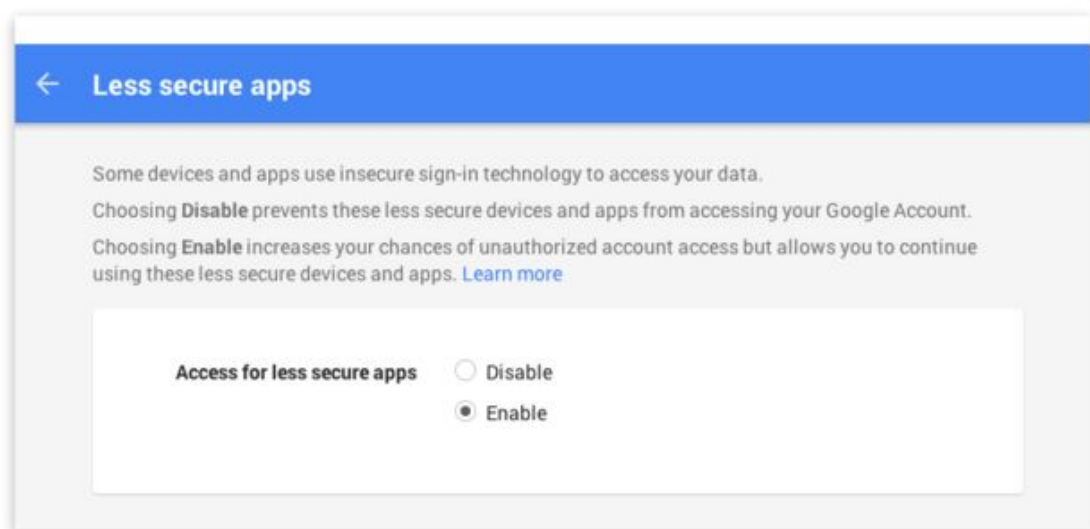 Less secure apps
Some devices and apps use insecure sign-in technology to access your data.
Choosing Disable prevents these less secure devices and apps from accessing your Google Account.
Choosing Enable increases your chances of unauthorized account access but allows you to continue
using these less secure devices and apps. Learn more
Access for less secure apps Disable
Enable